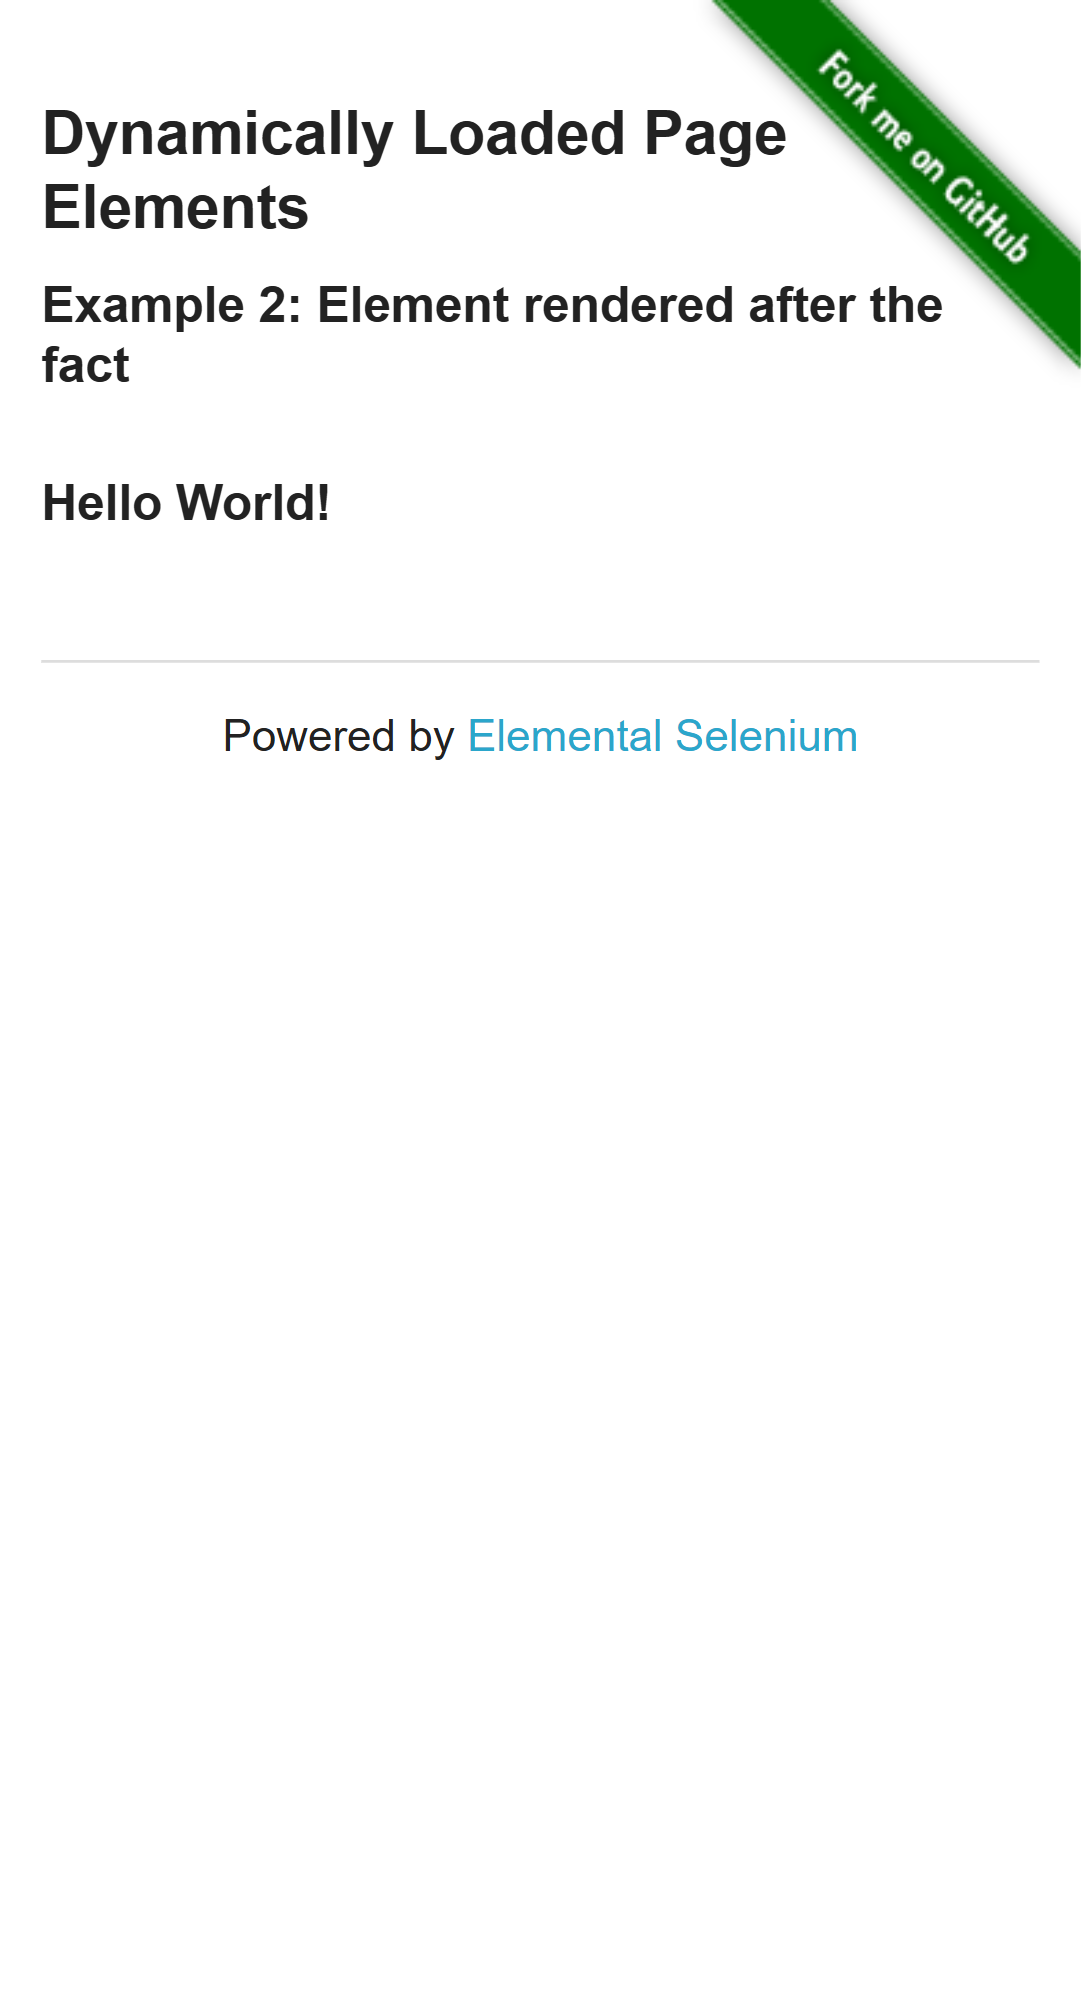 Fork me on GitHub
Dynamically Loaded Page
Elements
Example 2: Element rendered after the
fact
Hello World!
Powered by Elemental Selenium